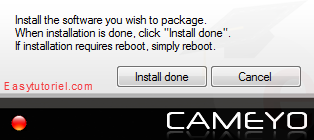 Install the software you wish to package.
When installation is done, click "Install done".
If installation requires reboot, simply reboot.
Easytutoriel.com
Install done
Cancel
CAMEYO